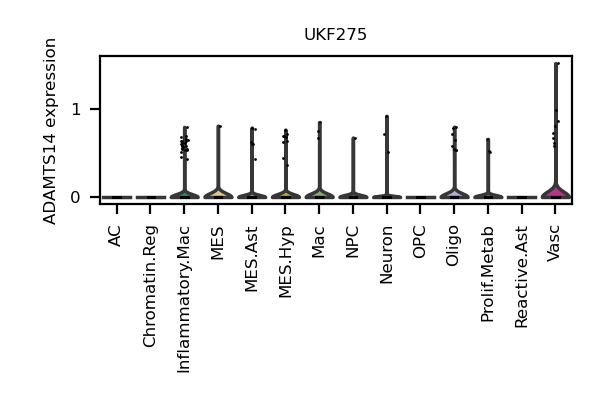 UKF275
ADAMTS14 expression
1
0
AC
Chromatin.Reg
Inflammatory.Mac
MES
MES.Ast
MES.Hyp
Mac
NPC
Neuron
OPC
Oligo
Prolif.Metab
Reactive.Ast
Vasc